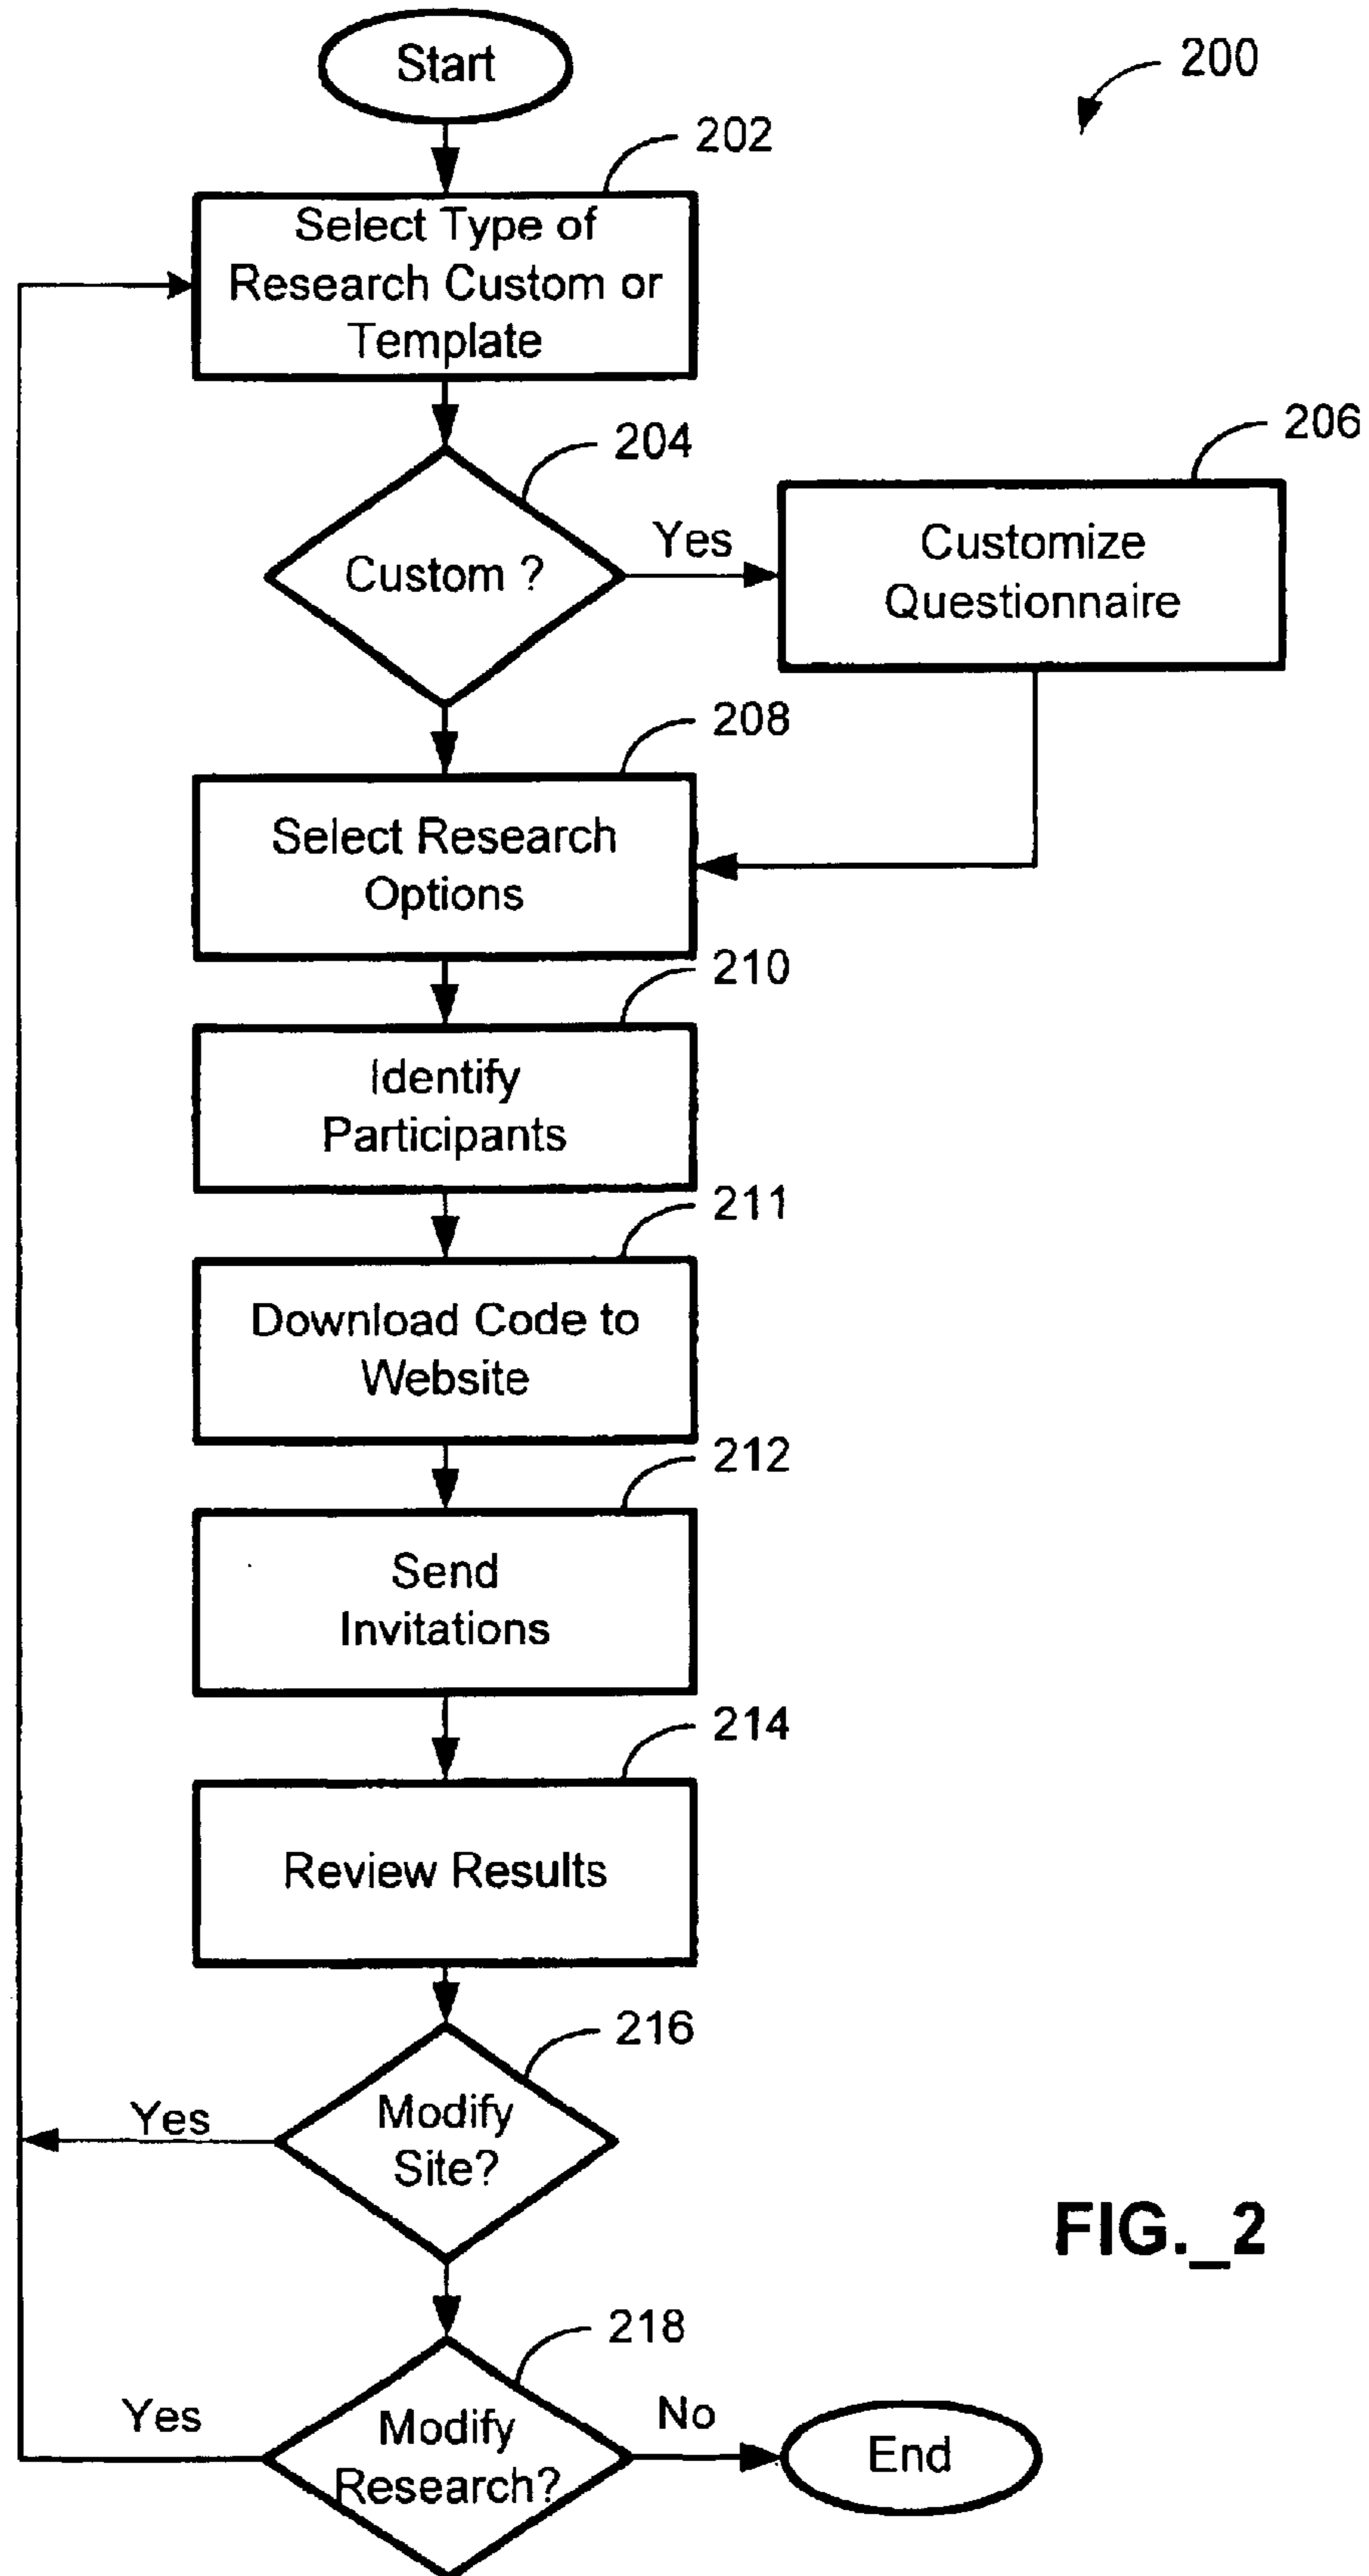 Start
200
202
Select Type of
Research Custom or
Template
204
206
Custom ?
Yes
Customize
Questionnaire
208
Select Research
Options
210
Identify
Participants
211
Download Code to
Website
212
Send
Invitations
214
Review Results
216
Modify
Site?
Yes
FIG._2
218
Modify
Research?
Yes
No
End